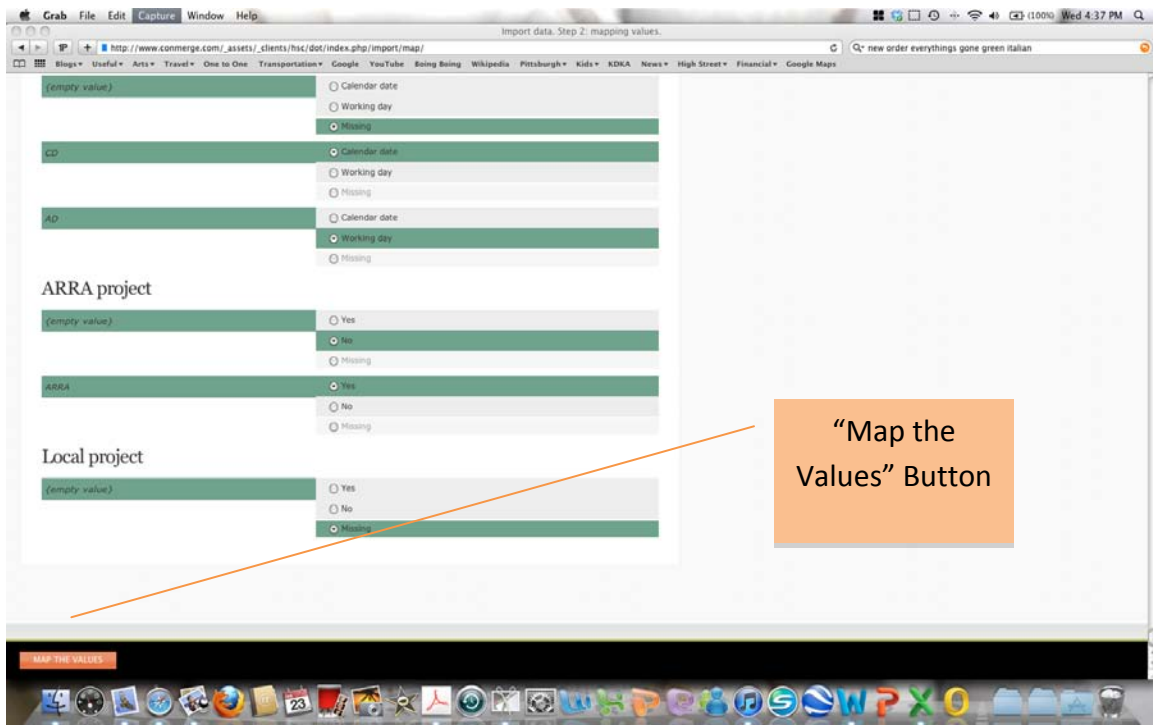 Grab File Edit Capture Window Help (100%) Wed 4:37 PM
Import data. Step 2: mapping values.
http://www.conmerge.com/_assets/_clients/hsc/dot/index.php/import/map/ new order everythings gone green italian
Blogs Useful Arts Travel One to One Transportation Google YouTube Boing Boing Wikipedia Pittsburgh Kids KDKA News High Street Financial Google Maps
(empty value) Calendar date
Working day
Missing
CD Calendar date
Working day
Missing
AD Calendar date
Working day
Missing
ARRA project
(empty value) Yes
No
Missing
ARRA Yes
No
Missing
Local project
(empty value) Yes
No
Missing
“Map the
Values” Button
MAP THE VALUES
23